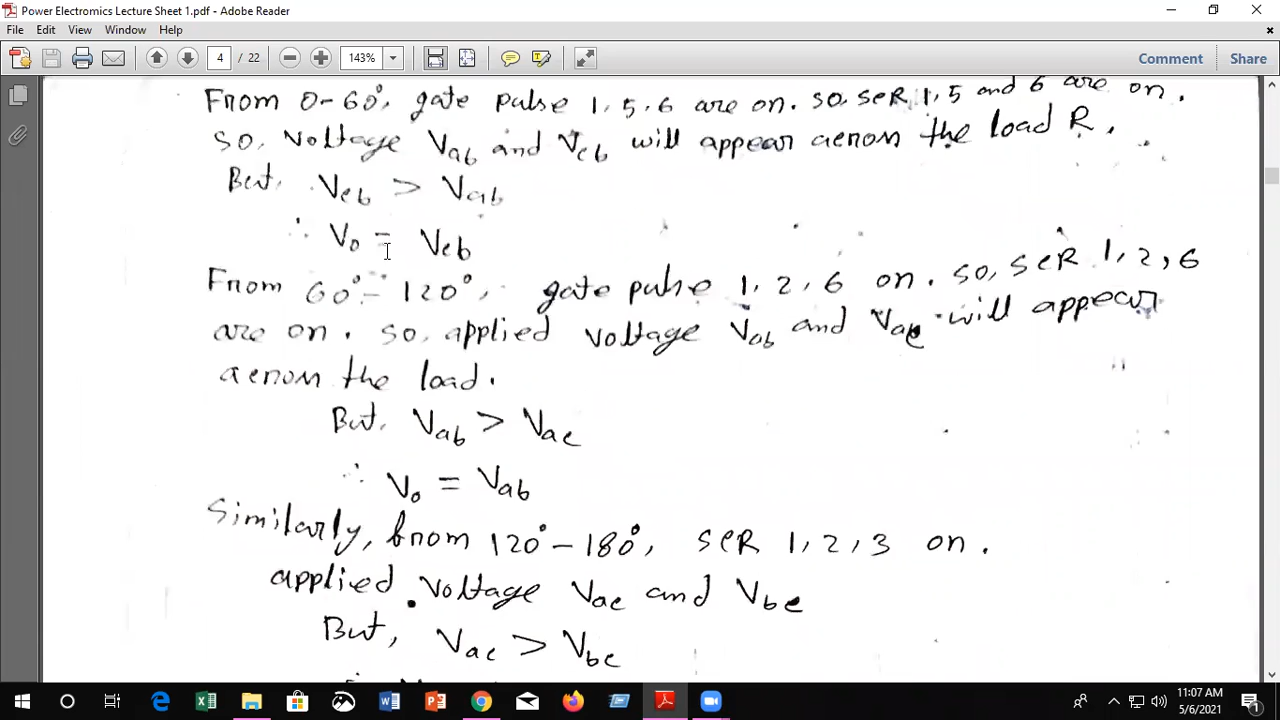 Power Electronics Lecture Sheet 1.pdf - Adobe Reader
File Edit View Window Help
4 / 22 143% Comment Share
From 0-60°, gate pulse 1, 5, 6 are on. so, SCR 1, 5 and 6 are on.
so, voltage Vab and Vcb will appear across the load R.
But, Vcb > Vab
∴ Vo = Vcb
From 60° - 120°, gate pulse 1, 2, 6 on. so, SCR 1, 2, 6
are on. so, applied voltage Vab and Vac will appear
across the load.
But, Vab > Vac
∴ Vo = Vab
Similarly, from 120° - 180°, SCR 1, 2, 3 on.
applied voltage Vac and Vbc
But, Vac > Vbc
11:07 AM
5/6/2021